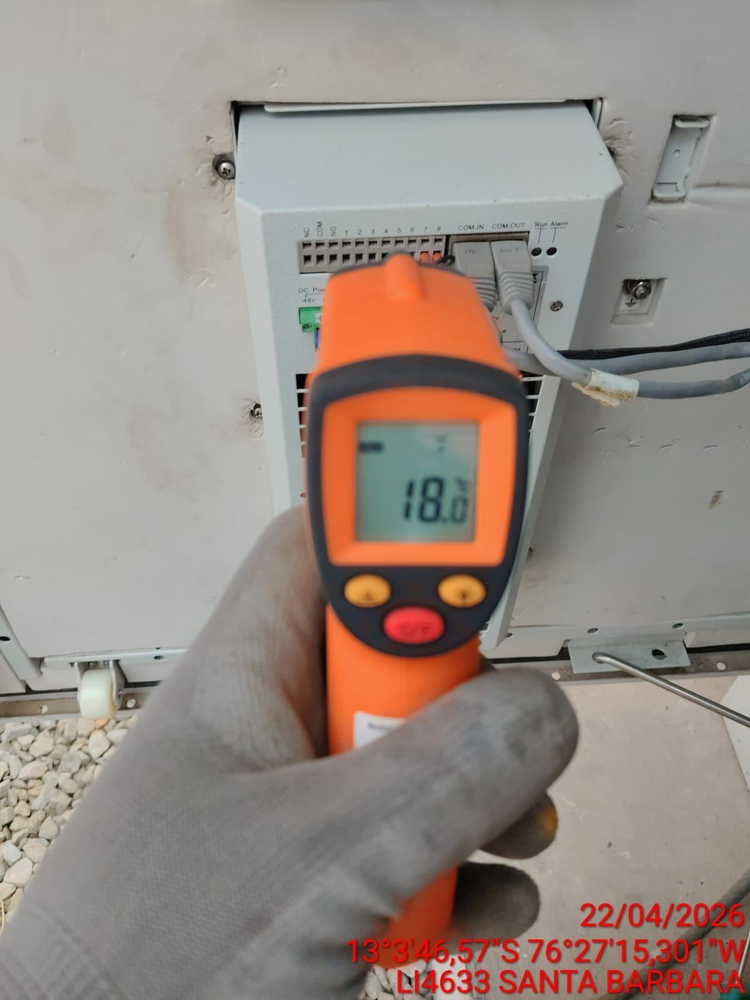 NC COM NO 1 2 3 4 5 6 7 8
COM.IN COM.OUT Run Alarm
OUT
DC
-48V
18.0
22/04/2026
13°3'46,57"S 76°27'15,301"W
LI4633 SANTA BARBARA